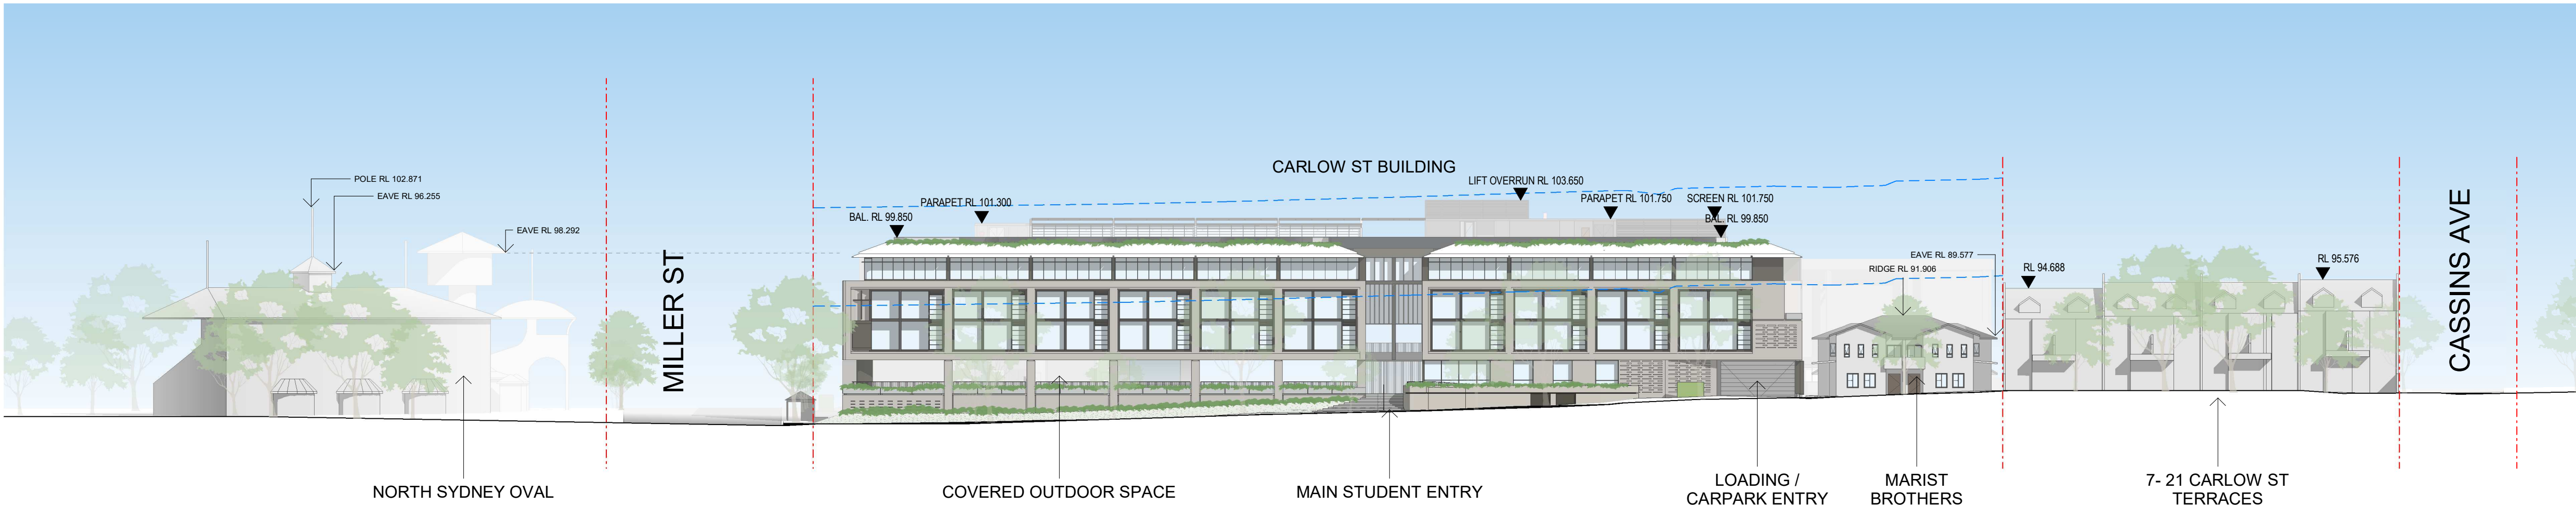 CARLOW ST BUILDING
POLE RL 102.871
EAVE RL 96.255
EAVE RL 98.292
MILLER ST
BAL. RL 99.850
PARAPET RL 101.300
LIFT OVERRUN RL 103.650
PARAPET RL 101.750
SCREEN RL 101.750
BAL. RL 99.850
EAVE RL 89.577
RIDGE RL 91.906
RL 94.688
RL 95.576
CASSINS AVE
NORTH SYDNEY OVAL
COVERED OUTDOOR SPACE
MAIN STUDENT ENTRY
LOADING /
CARPARK ENTRY
MARIST
BROTHERS
7- 21 CARLOW ST
TERRACES